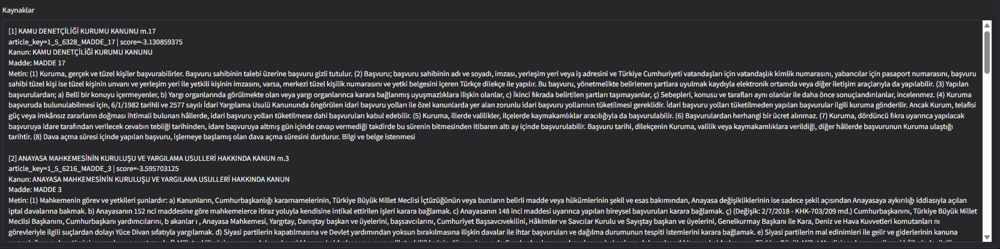 Kaynaklar
[1] KAMU DENETÇİLİĞİ KURUMU KANUNU m.17
article_key=1_5_6328_MADDE_17 | score=-3.130859375
Kanun: KAMU DENETÇİLİĞİ KURUMU KANUNU
Madde: MADDE 17
Metin: (1) Kuruma, gerçek ve tüzel kişiler başvurabilirler. Başvuru sahibinin talebi üzerine başvuru gizli tutulur. (2) Başvuru; başvuru sahibinin adı ve soyadı, imzası, yerleşim yeri veya iş adresini ve Türkiye Cumhuriyeti vatandaşları için vatandaşlık kimlik numarasını, yabancılar için pasaport numarasını, başvuru
sahibi tüzel kişi ise tüzel kişinin unvanı ve yerleşim yeri ile yetkili kişinin imzasını, varsa, merkezi tüzel kişilik numarasını ve yetki belgesini içeren Türkçe dilekçe ile yapılır. Bu başvuru, yönetmelikte belirlenen şartlara uyulmak kaydıyla elektronik ortamda veya diğer iletişim araçlarıyla da yapılabilir. (3) Yapılan
başvurulardan; a) Belli bir konuyu içermeyenler, b) Yargı organlarında görülmekte olan veya yargı organlarınca karara bağlanmış uyuşmazlıklara ilişkin olanlar, c) İkinci fıkrada belirtilen şartları taşımayanlar, ç) Sebepleri, konusu ve tarafları aynı olanlar ile daha önce sonuçlandırılanlar, incelenmez. (4) Kuruma
başvuruda bulunulabilmesi için, 6/1/1982 tarihli ve 2577 sayılı İdari Yargılama Usulü Kanununda öngörülen idari başvuru yolları ile özel kanunlarda yer alan zorunlu idari başvuru yollarının tüketilmesi gereklidir. İdari başvuru yolları tüketilmeden yapılan başvurular ilgili kuruma gönderilir. Ancak Kurum, telafisi
güç veya imkânsız zararların doğması ihtimali bulunan hâllerde, idari başvuru yolları tüketilmese dahi başvuruları kabul edebilir. (5) Kuruma, illerde valilikler, ilçelerde kaymakamlıklar aracılığıyla da başvurulabilir. (6) Başvurulardan herhangi bir ücret alınmaz. (7) Kuruma, dördüncü fıkra uyarınca yapılacak
başvuruya idare tarafından verilecek cevabın tebliği tarihinden, idare başvuruya altmış gün içinde cevap vermediği takdirde bu sürenin bitmesinden itibaren altı ay içinde başvurulabilir. Başvuru tarihi, dilekçenin Kuruma, valilik veya kaymakamlıklara verildiği, diğer hâllerde başvurunun Kuruma ulaştığı
tarihtir. (8) Dava açma süresi içinde yapılan başvuru, işlemeye başlamış olan dava açma süresini durdurur. Bilgi ve belge istenmesi
[2] ANAYASA MAHKEMESİNİN KURULUŞU VE YARGILAMA USULLERİ HAKKINDA KANUN m.3
article_key=1_5_6216_MADDE_3 | score=-3.595703125
Kanun: ANAYASA MAHKEMESİNİN KURULUŞU VE YARGILAMA USULLERİ HAKKINDA KANUN
Madde: MADDE 3
Metin: (1) Mahkemenin görev ve yetkileri şunlardır: a) Kanunların, Cumhurbaşkanlığı kararnamelerinin, Türkiye Büyük Millet Meclisi İçtüzüğünün veya bunların belirli madde veya hükümlerinin şekil ve esas bakımından, Anayasa değişikliklerinin ise sadece şekil açısından Anayasaya aykırılığı iddiasıyla açılan
iptal davalarına bakmak. b) Anayasanın 152 nci maddesine göre mahkemelerce itiraz yoluyla kendisine intikal ettirilen işleri karara bağlamak. c) Anayasanın 148 inci maddesi uyarınca yapılan bireysel başvuruları karara bağlamak. ç) (Değişik: 2/7/2018 - KHK-703/209 md.) Cumhurbaşkanını, Türkiye Büyük Millet
Meclisi Başkanını, Cumhurbaşkanı yardımcılarını, b akanlar ı , Anayasa Mahkemesi, Yargıtay, Danıştay başkan ve üyelerini, başsavcılarını, Cumhuriyet Başsavcıvekilini, Hâkimler ve Savcılar Kurulu ve Sayıştay başkan ve üyelerini, Genelkurmay Başkanı ile Kara, Deniz ve Hava Kuvvetleri komutanları nı
görevleriyle ilgili suçlardan dolayı Yüce Divan sıfatıyla yargılamak. d) Siyasi partilerin kapatılmasına ve Devlet yardımından yoksun bırakılmasına ilişkin davalar ile ihtar başvuruları ve dağılma durumunun tespiti istemlerini karara bağlamak. e) Siyasi partilerin mal edinimleri ile gelir ve giderlerinin kanuna